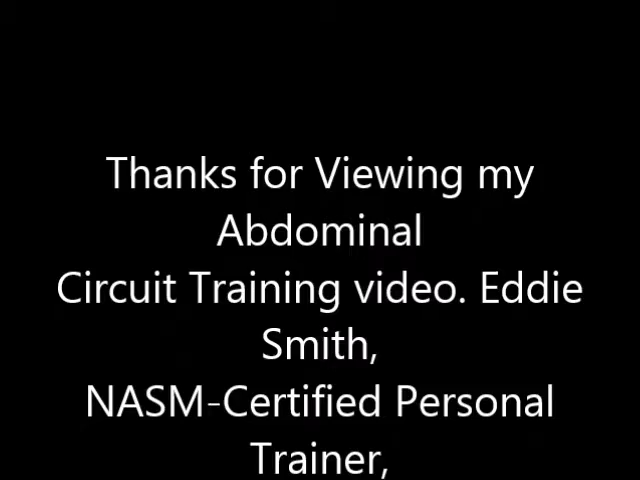 Thanks for Viewing my
Abdominal
Circuit Training video. Eddie
Smith,
NASM-Certified Personal
Trainer,